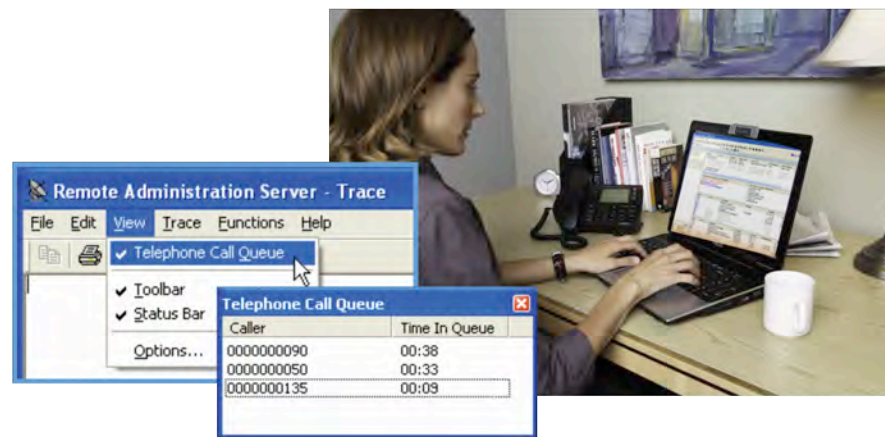 Remote Administration Server - Trace
File Edit View Trace Functions Help
Telephone Call Queue
Toolbar
Status Bar
Options...
Telephone Call Queue
Caller Time In Queue
0000000090 00:38
0000000050 00:33
0000000135 00:09